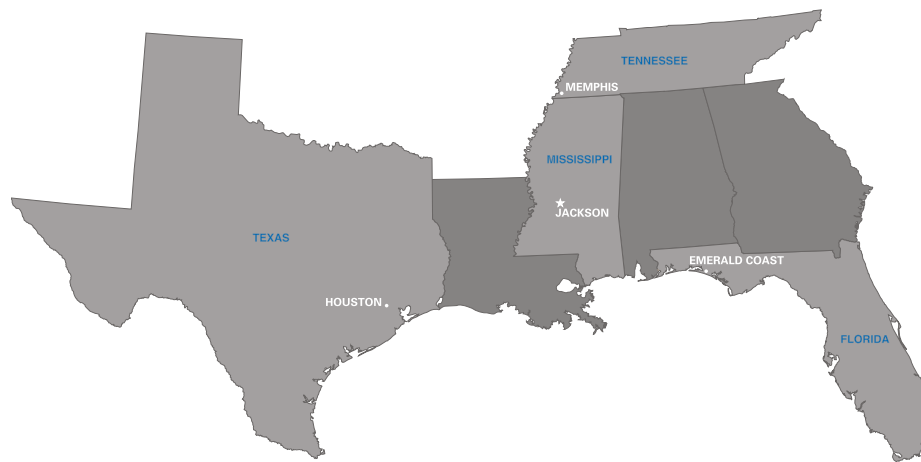 TENNESSEE
MEMPHIS
MISSISSIPPI
JACKSON
TEXAS
EMERALD COAST
HOUSTON
FLORIDA